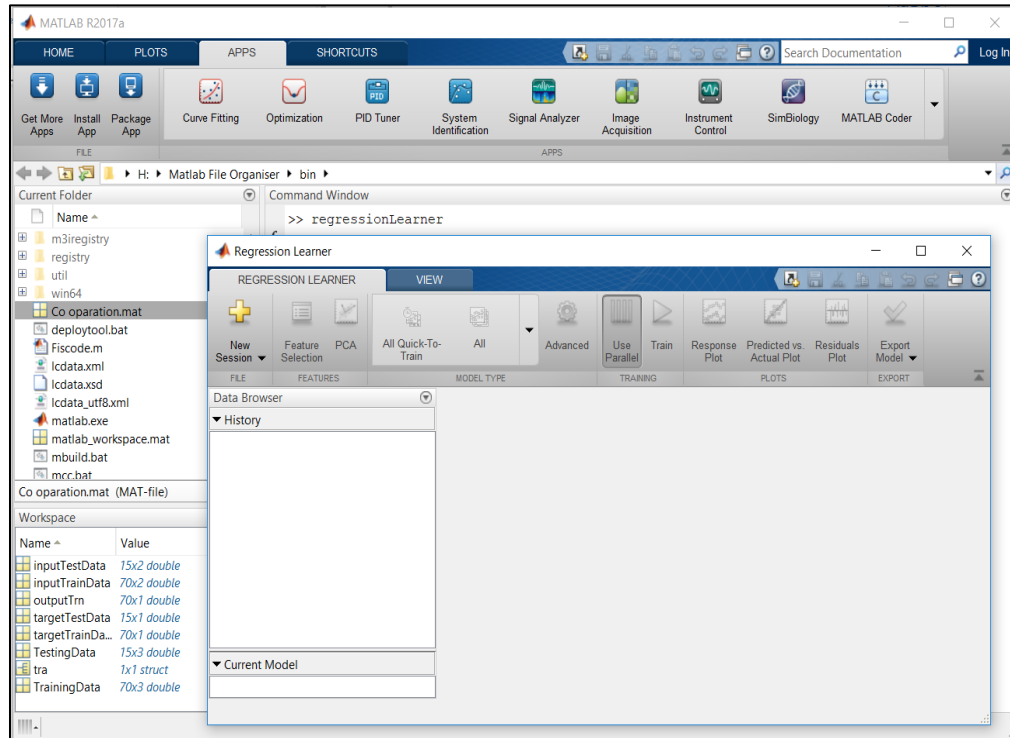 MATLAB R2017a
HOME PLOTS APPS SHORTCUTS Search Documentation Log In
Get More Apps
Install App
Package App
Curve Fitting
Optimization
PID
PID Tuner
System Identification
Signal Analyzer
Image Acquisition
Instrument Control
SimBiology
C
MATLAB Coder
FILE APPS
H: Matlab File Organiser bin
Current Folder
Name
m3iregistry
registry
util
win64
Co oparation.mat
deploytool.bat
Fiscode.m
lcdata.xml
lcdata.xsd
lcdata_utf8.xml
matlab.exe
matlab_workspace.mat
mbuild.bat
mcc.bat
Co oparation.mat (MAT-file)
Workspace
Name Value
inputTestData 15x2 double
inputTrainData 70x2 double
outputTrn 70x1 double
targetTestData 15x1 double
targetTrainDa... 70x1 double
TestingData 15x3 double
tra 1x1 struct
TrainingData 70x3 double
Command Window
>> regressionLearner
Regression Learner
REGRESSION LEARNER VIEW
New Session
Feature Selection
PCA
All Quick-To-Train
All
Advanced
Use Parallel
Train
Response Plot
Predicted vs. Actual Plot
Residuals Plot
Export Model
FILE FEATURES MODEL TYPE TRAINING PLOTS EXPORT
Data Browser
History
Current Model